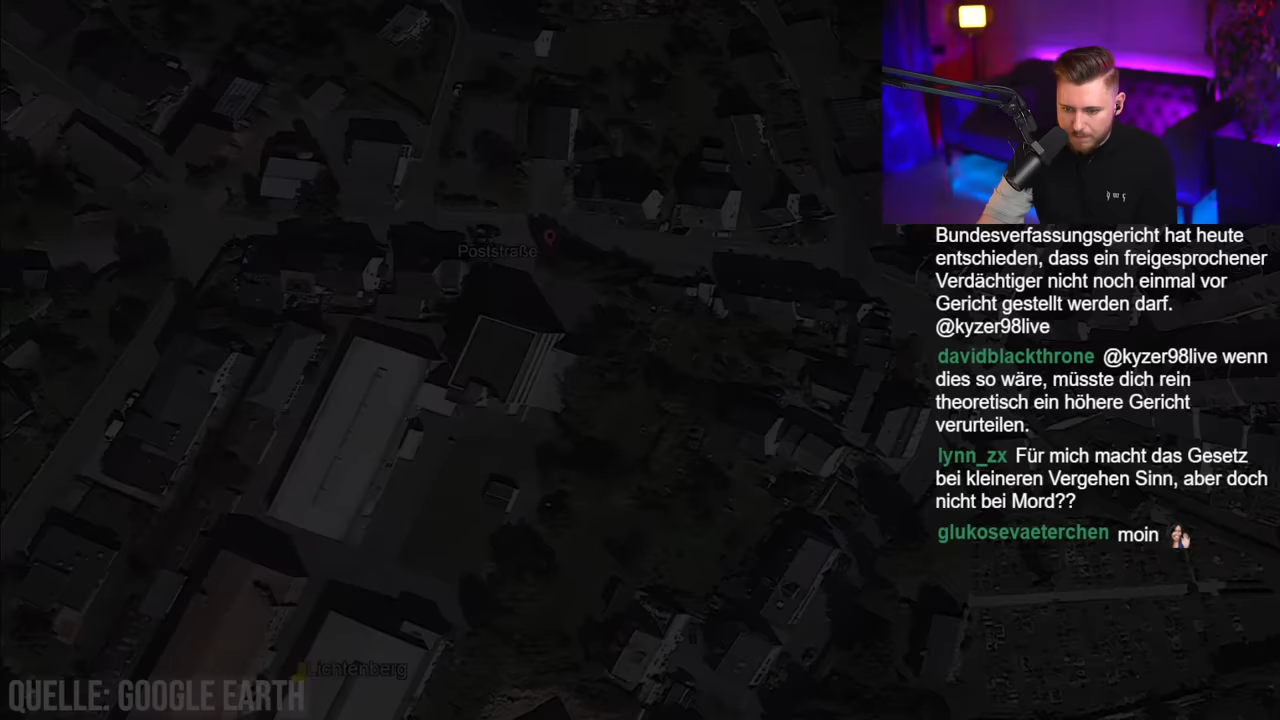 Poststraße
Lichtenberg
QUELLE: GOOGLE EARTH
Bundesverfassungsgericht hat heute
entschieden, dass ein freigesprochener
Verdächtiger nicht noch einmal vor
Gericht gestellt werden darf.
@kyzer98live
davidblackthrone @kyzer98live wenn
dies so wäre, müsste dich rein
theoretisch ein höhere Gericht
verurteilen.
lynn_zx Für mich macht das Gesetz
bei kleineren Vergehen Sinn, aber doch
nicht bei Mord??
glukosevaeterchen moin